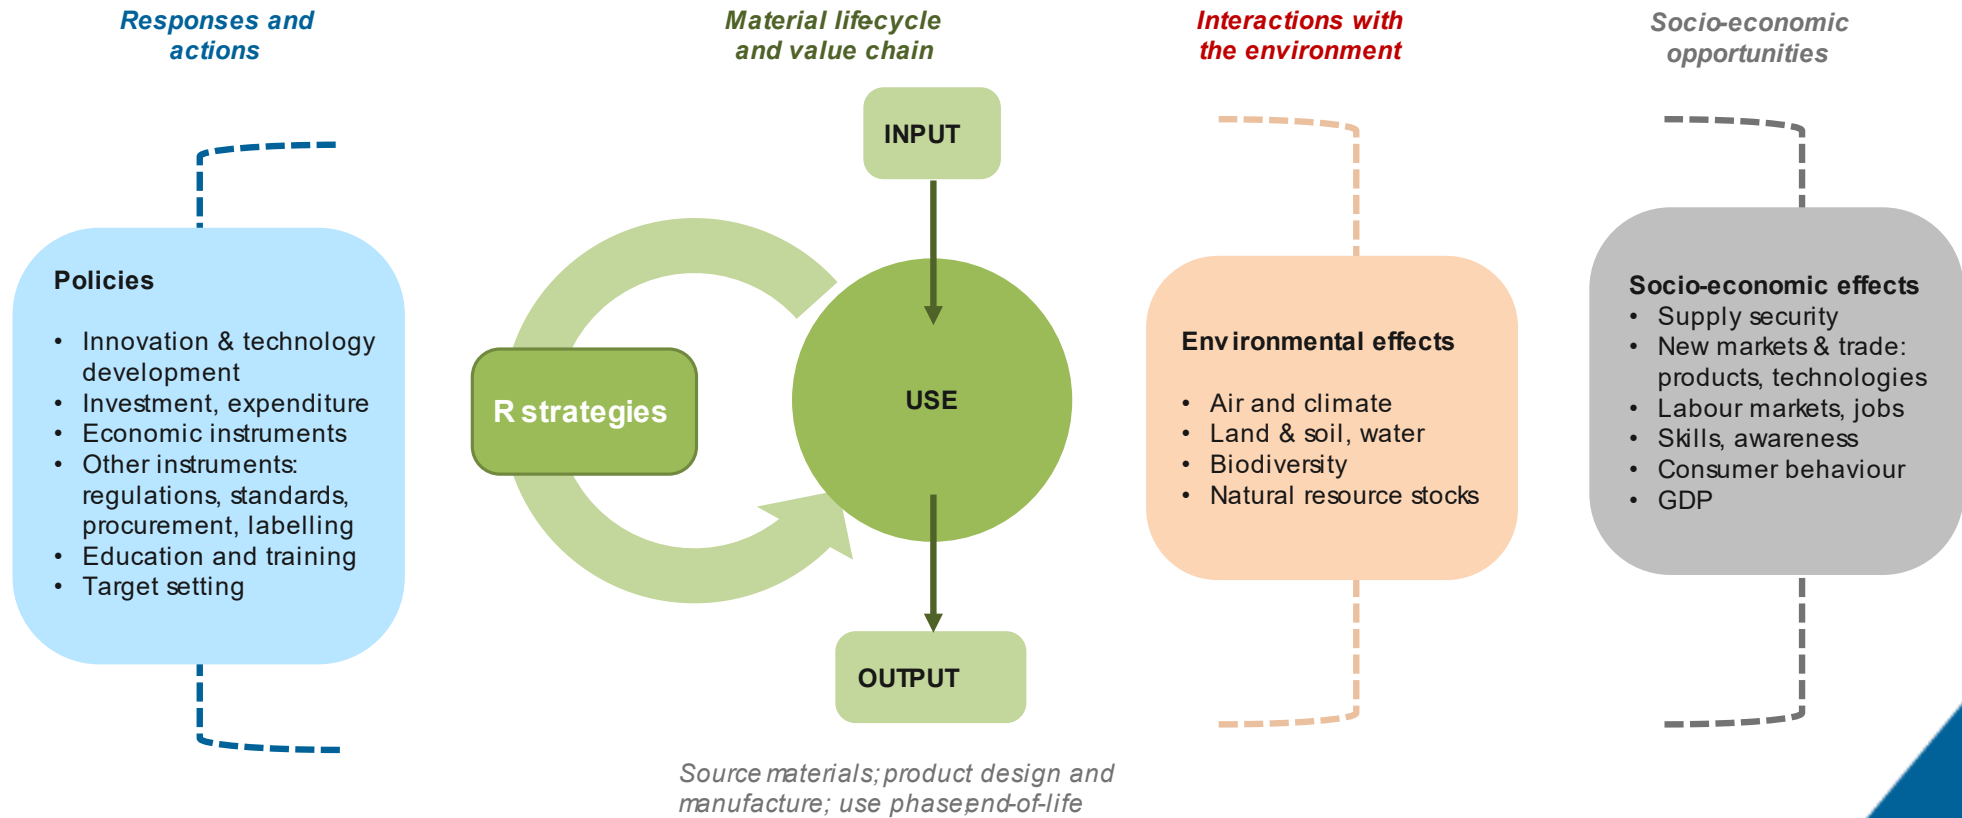 Responses and
actions
Material life-cycle
and value chain
Interactions with
the environment
Socio-economic
opportunities
Policies
• Innovation & technology
development
• Investment, expenditure
• Economic instruments
• Other instruments:
regulations, standards,
procurement, labelling
• Education and training
• Target setting
INPUT
R strategies
USE
OUTPUT
Source materials; product design and
manufacture; use phase; end-of-life
Environmental effects
• Air and climate
• Land & soil, water
• Biodiversity
• Natural resource stocks
Socio-economic effects
• Supply security
• New markets & trade:
products, technologies
• Labour markets, jobs
• Skills, awareness
• Consumer behaviour
• GDP